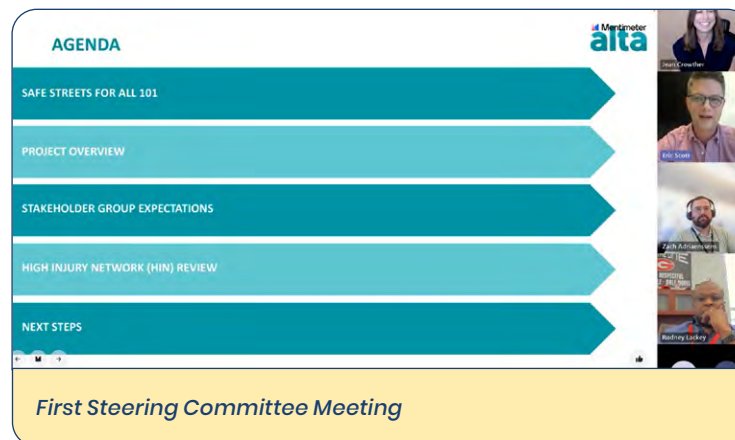 AGENDA
Mentimeter
alta
SAFE STREETS FOR ALL 101
PROJECT OVERVIEW
STAKEHOLDER GROUP EXPECTATIONS
HIGH INJURY NETWORK (HIN) REVIEW
NEXT STEPS
Jean Crowther
Eric Scott
Zach Adriaenssens
Rodney Lackey
First Steering Committee Meeting